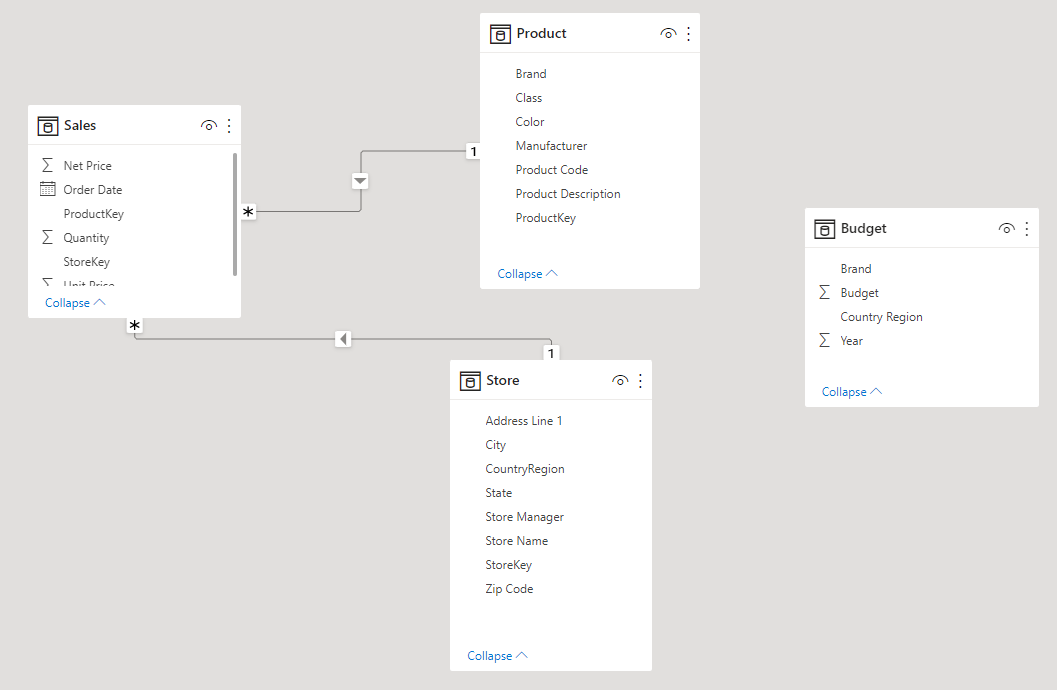 Product
Brand
Class
Color
Manufacturer
Product Code
Product Description
ProductKey
Collapse
Sales
Net Price
Order Date
ProductKey
Quantity
StoreKey
Unit Price
Collapse
1
*
*
1
Store
Address Line 1
City
CountryRegion
State
Store Manager
Store Name
StoreKey
Zip Code
Collapse
Budget
Brand
Budget
Country Region
Year
Collapse